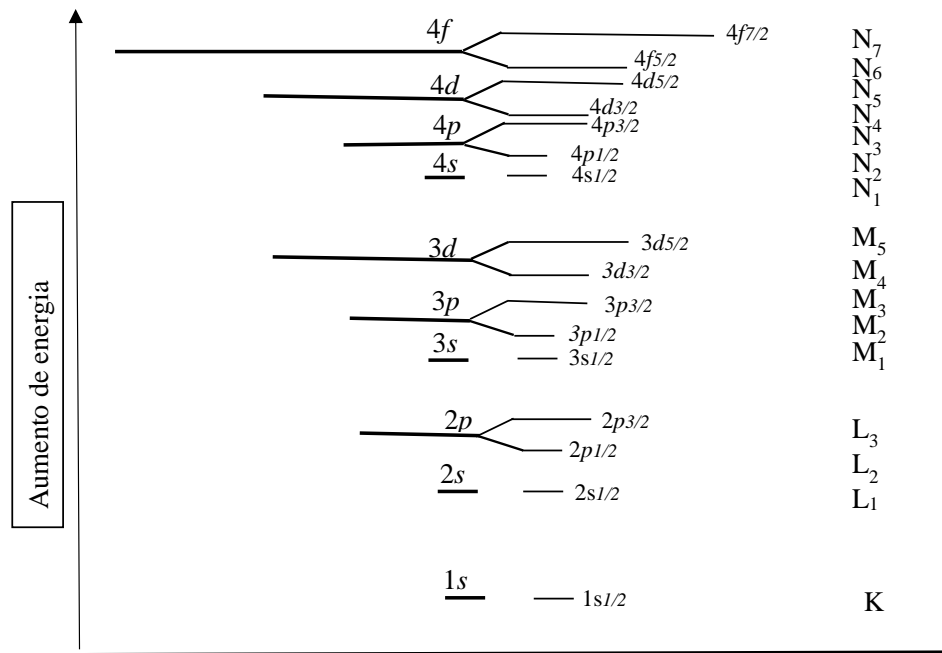 4f 4f7/2 N₇
4f5/2 N₆
4d 4d5/2 N₅
4d3/2 N₄
4p 4p3/2 N₃
4p1/2 N₂
4s 4s1/2 N₁
3d 3d5/2 M₅
3d3/2 M₄
3p 3p3/2 M₃
3p1/2 M₂
3s 3s1/2 M₁
2p 2p3/2 L₃
2p1/2 L₂
2s 2s1/2 L₁
1s 1s1/2 K
Aumento de energia